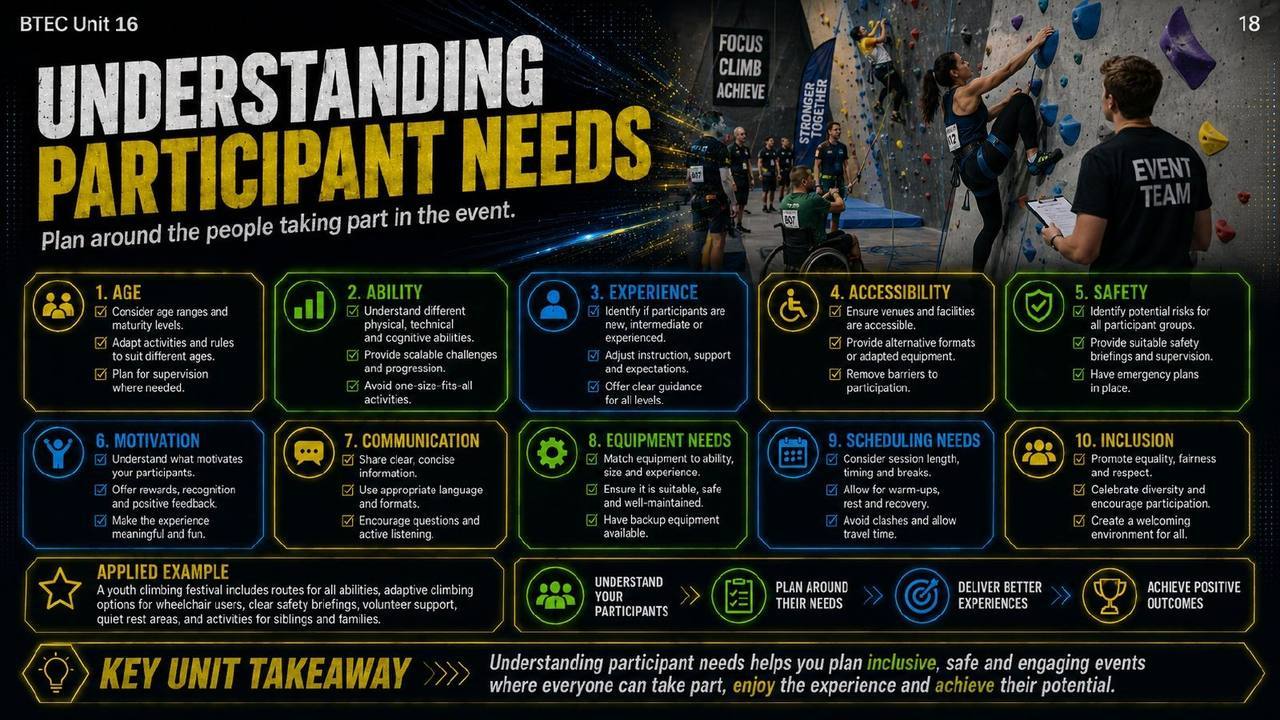 BTEC Unit 16
18
UNDERSTANDING
PARTICIPANT NEEDS
Plan around the people taking part in the event.
FOCUS
CLIMB
ACHIEVE
STRONGER
TOGETHER
EVENT
TEAM
1. AGE
Consider age ranges and
maturity levels.
Adapt activities and rules
to suit different ages.
Plan for supervision
where needed.
2. ABILITY
Understand different
physical, technical
and cognitive abilities.
Provide scalable challenges
and progression.
Avoid one-size-fits-all
activities.
3. EXPERIENCE
Identify if participants are
new, intermediate or
experienced.
Adjust instruction, support
and expectations.
Offer clear guidance
for all levels.
4. ACCESSIBILITY
Ensure venues and facilities
are accessible.
Provide alternative formats
or adapted equipment.
Remove barriers to
participation.
5. SAFETY
Identify potential risks for
all participant groups.
Provide suitable safety
briefings and supervision.
Have emergency plans
in place.
6. MOTIVATION
Understand what motivates
your participants.
Offer rewards, recognition
and positive feedback.
Make the experience
meaningful and fun.
7. COMMUNICATION
Share clear, concise
information.
Use appropriate language
and formats.
Encourage questions and
active listening.
8. EQUIPMENT NEEDS
Match equipment to ability,
size and experience.
Ensure it is suitable, safe
and well-maintained.
Have backup equipment
available.
9. SCHEDULING NEEDS
Consider session length,
timing and breaks.
Allow for warm-ups,
rest and recovery.
Avoid clashes and allow
travel time.
10. INCLUSION
Promote equality, fairness
and respect.
Celebrate diversity and
encourage participation.
Create a welcoming
environment for all.
APPLIED EXAMPLE
A youth climbing festival includes routes for all abilities, adaptive climbing
options for wheelchair users, clear safety briefings, volunteer support,
quiet rest areas, and activities for siblings and families.
UNDERSTAND
YOUR
PARTICIPANTS
PLAN AROUND
THEIR NEEDS
DELIVER BETTER
EXPERIENCES
ACHIEVE POSITIVE
OUTCOMES
KEY UNIT TAKEAWAY
Understanding participant needs helps you plan inclusive, safe and engaging events
where everyone can take part, enjoy the experience and achieve their potential.